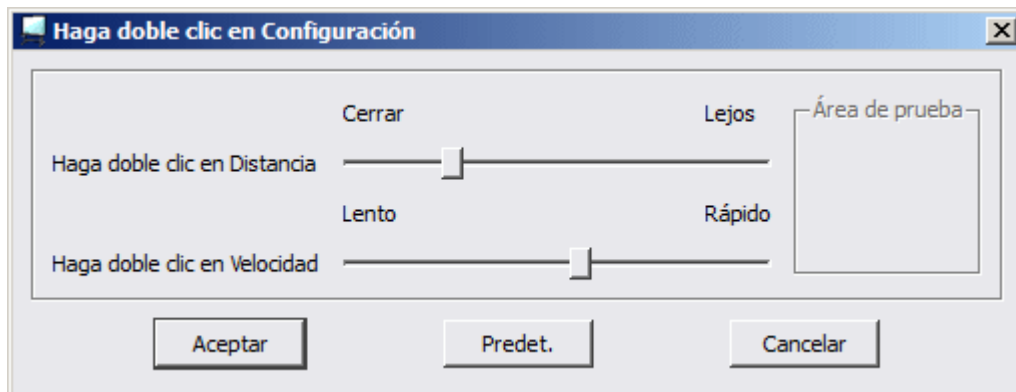 Haga doble clic en Configuración
Cerrar Lejos
Área de prueba
Haga doble clic en Distancia
Lento Rápido
Haga doble clic en Velocidad
Aceptar Predet. Cancelar